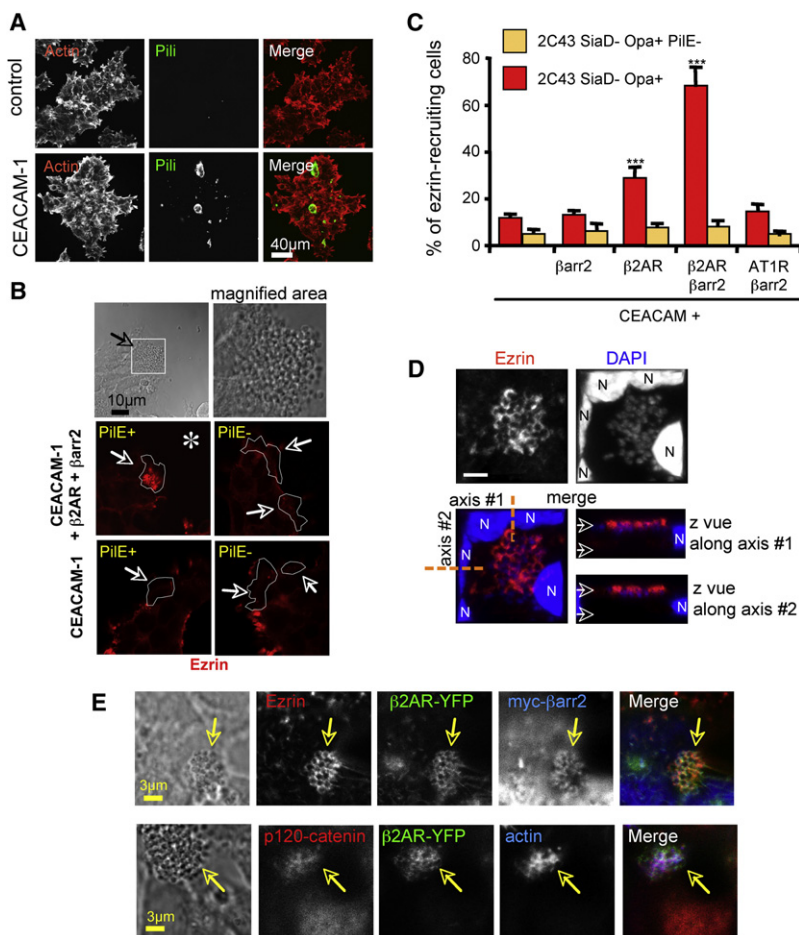 A
control
Actin
Pili
Merge
CEACAM-1
Actin
Pili
Merge
40μm
B
magnified area
10μm
CEACAM-1
+ β2AR + βarr2
PilE+
*
PilE-
CEACAM-1
PilE+
PilE-
Ezrin
C
% of ezrin-recruiting cells
80
60
40
20
0
2C43 SiaD- Opa+ PilE-
2C43 SiaD- Opa+
***
***
βarr2
β2AR
β2AR
βarr2
AT1R
βarr2
CEACAM +
D
Ezrin
DAPI
N
N
N
N
axis #1
merge
axis #2
N
N
N
N
N
z vue
along axis #1
N
z vue
along axis #2
E
3μm
Ezrin
β2AR-YFP
myc-βarr2
Merge
3μm
p120-catenin
β2AR-YFP
actin
Merge